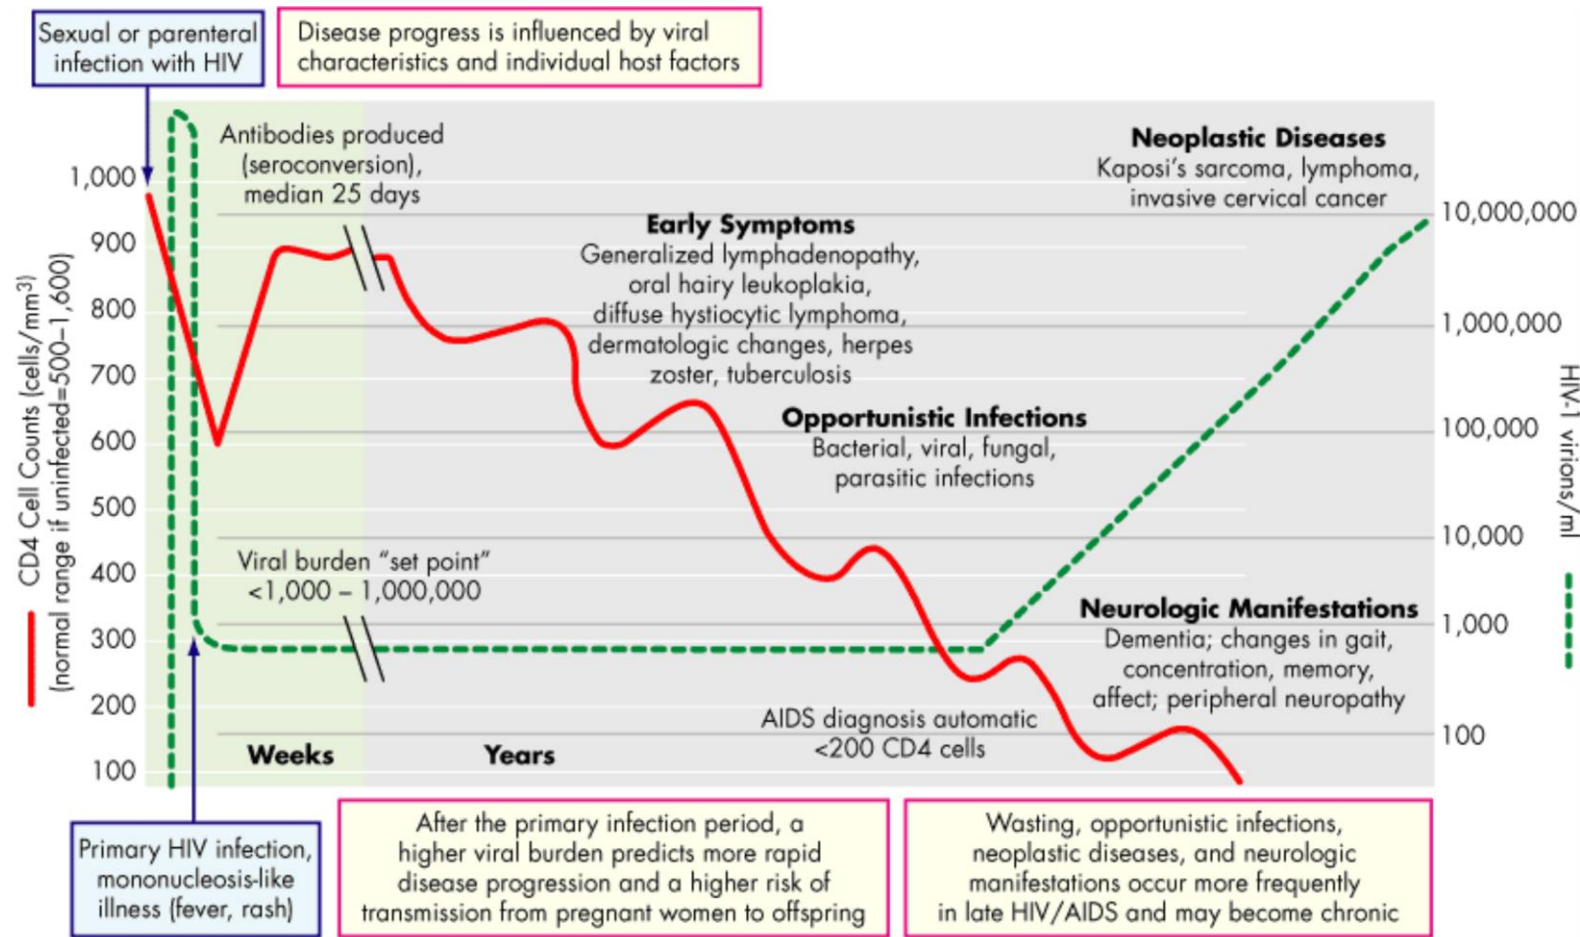 Sexual or parenteral
infection with HIV
Disease progress is influenced by viral
characteristics and individual host factors
Antibodies produced
(seroconversion),
median 25 days
Neoplastic Diseases
Kaposi's sarcoma, lymphoma,
invasive cervical cancer
Early Symptoms
Generalized lymphadenopathy,
oral hairy leukoplakia,
diffuse hystiocytic lymphoma,
dermatologic changes, herpes
zoster, tuberculosis
Opportunistic Infections
Bacterial, viral, fungal,
parasitic infections
Viral burden "set point"
<1,000 – 1,000,000
Neurologic Manifestations
Dementia; changes in gait,
concentration, memory,
affect; peripheral neuropathy
AIDS diagnosis automatic
<200 CD4 cells
Weeks
Years
1,000
900
800
700
600
500
400
300
200
100
CD4 Cell Counts (cells/mm³)
(normal range if uninfected=500–1,600)
10,000,000
1,000,000
100,000
10,000
1,000
100
HIV-1 virions/ml
Primary HIV infection,
mononucleosis-like
illness (fever, rash)
After the primary infection period, a
higher viral burden predicts more rapid
disease progression and a higher risk of
transmission from pregnant women to offspring
Wasting, opportunistic infections,
neoplastic diseases, and neurologic
manifestations occur more frequently
in late HIV/AIDS and may become chronic